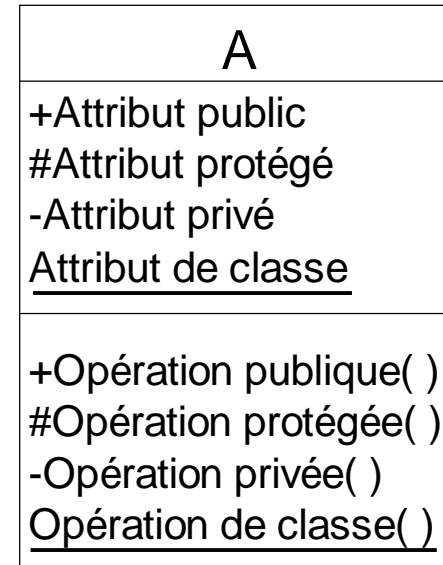 A
+Attribut public
#Attribut protégé
-Attribut privé
Attribut de classe
+Opération publique( )
#Opération protégée( )
-Opération privée( )
Opération de classe( )